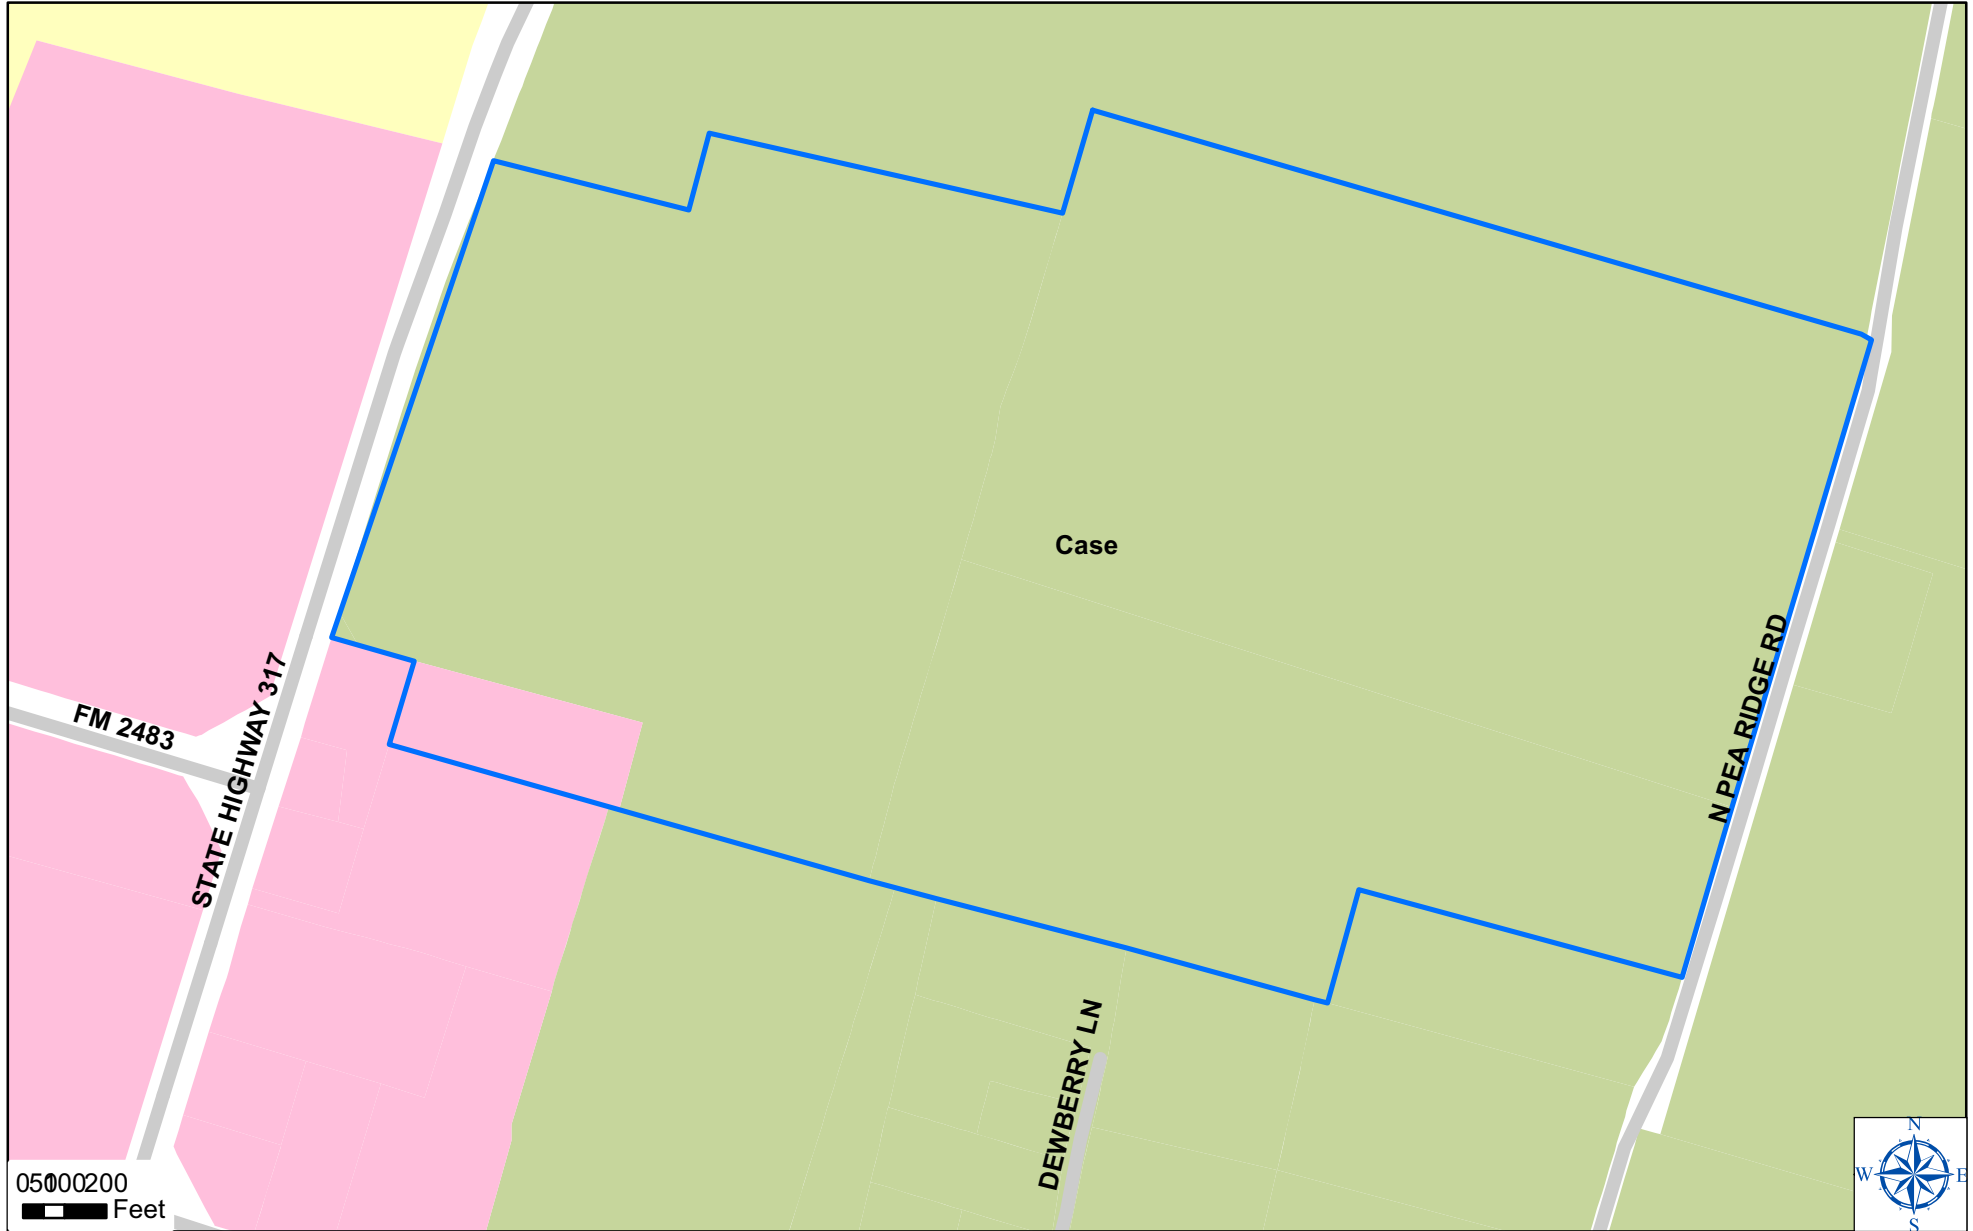 Case
STATE HIGHWAY 317
FM 2483
N PEA RIDGE RD
DEWBERRY LN
0 50 100 200
Feet
N
W
E
S